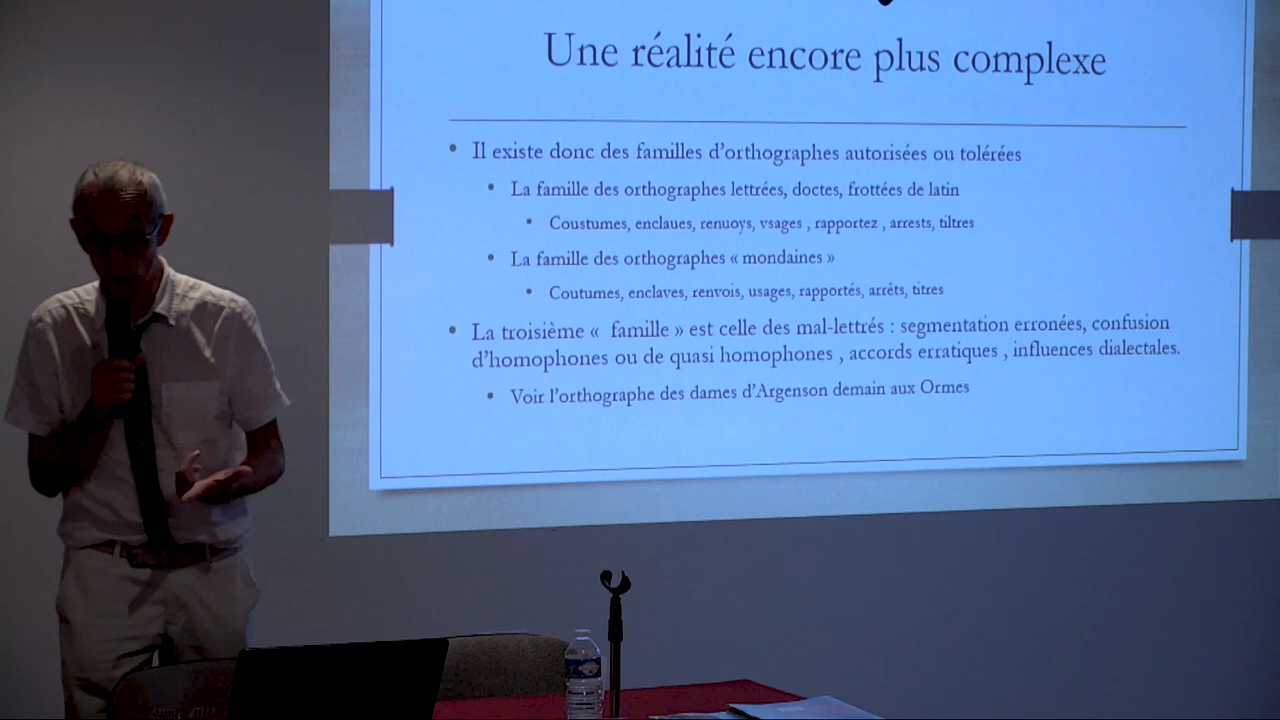 Une réalité encore plus complexe
• Il existe donc des familles d'orthographes autorisées ou tolérées
• La famille des orthographes lettrées, doctes, frottées de latin
• Coustumes, enclaues, renuoys, vsages , rapportez , arrests, tiltres
• La famille des orthographes « mondaines »
• Coutumes, enclaves, renvois, usages, rapportés, arrêts, titres
• La troisième «  famille » est celle des mal-lettrés : segmentation erronées, confusion
d'homophones ou de quasi homophones , accords erratiques , influences dialectales.
• Voir l'orthographe des dames d'Argenson demain aux Ormes